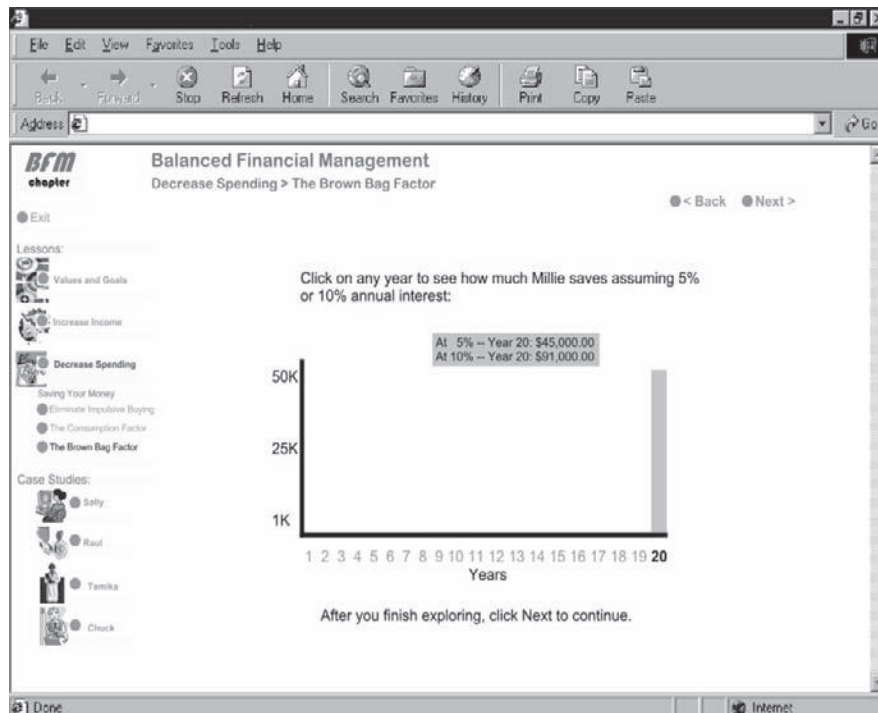 File Edit View Favorites Tools Help
Back Forward Stop Refresh Home Search Favorites History Print Copy Paste
Address Go
BFM
chapter
Balanced Financial Management
Decrease Spending > The Brown Bag Factor
< Back Next >
Exit
Lessons:
Values and Goals
Increase Income
Decrease Spending
Saving Your Money
Eliminate Impulsive Buying
The Consumption Factor
The Brown Bag Factor
Case Studies:
Sally
Raul
Tamika
Chuck
Click on any year to see how much Millie saves assuming 5%
or 10% annual interest:
At 5% -- Year 20: $45,000.00
At 10% -- Year 20: $91,000.00
50K
25K
1K
1 2 3 4 5 6 7 8 9 10 11 12 13 14 15 16 17 18 19 20
Years
After you finish exploring, click Next to continue.
Done Internet